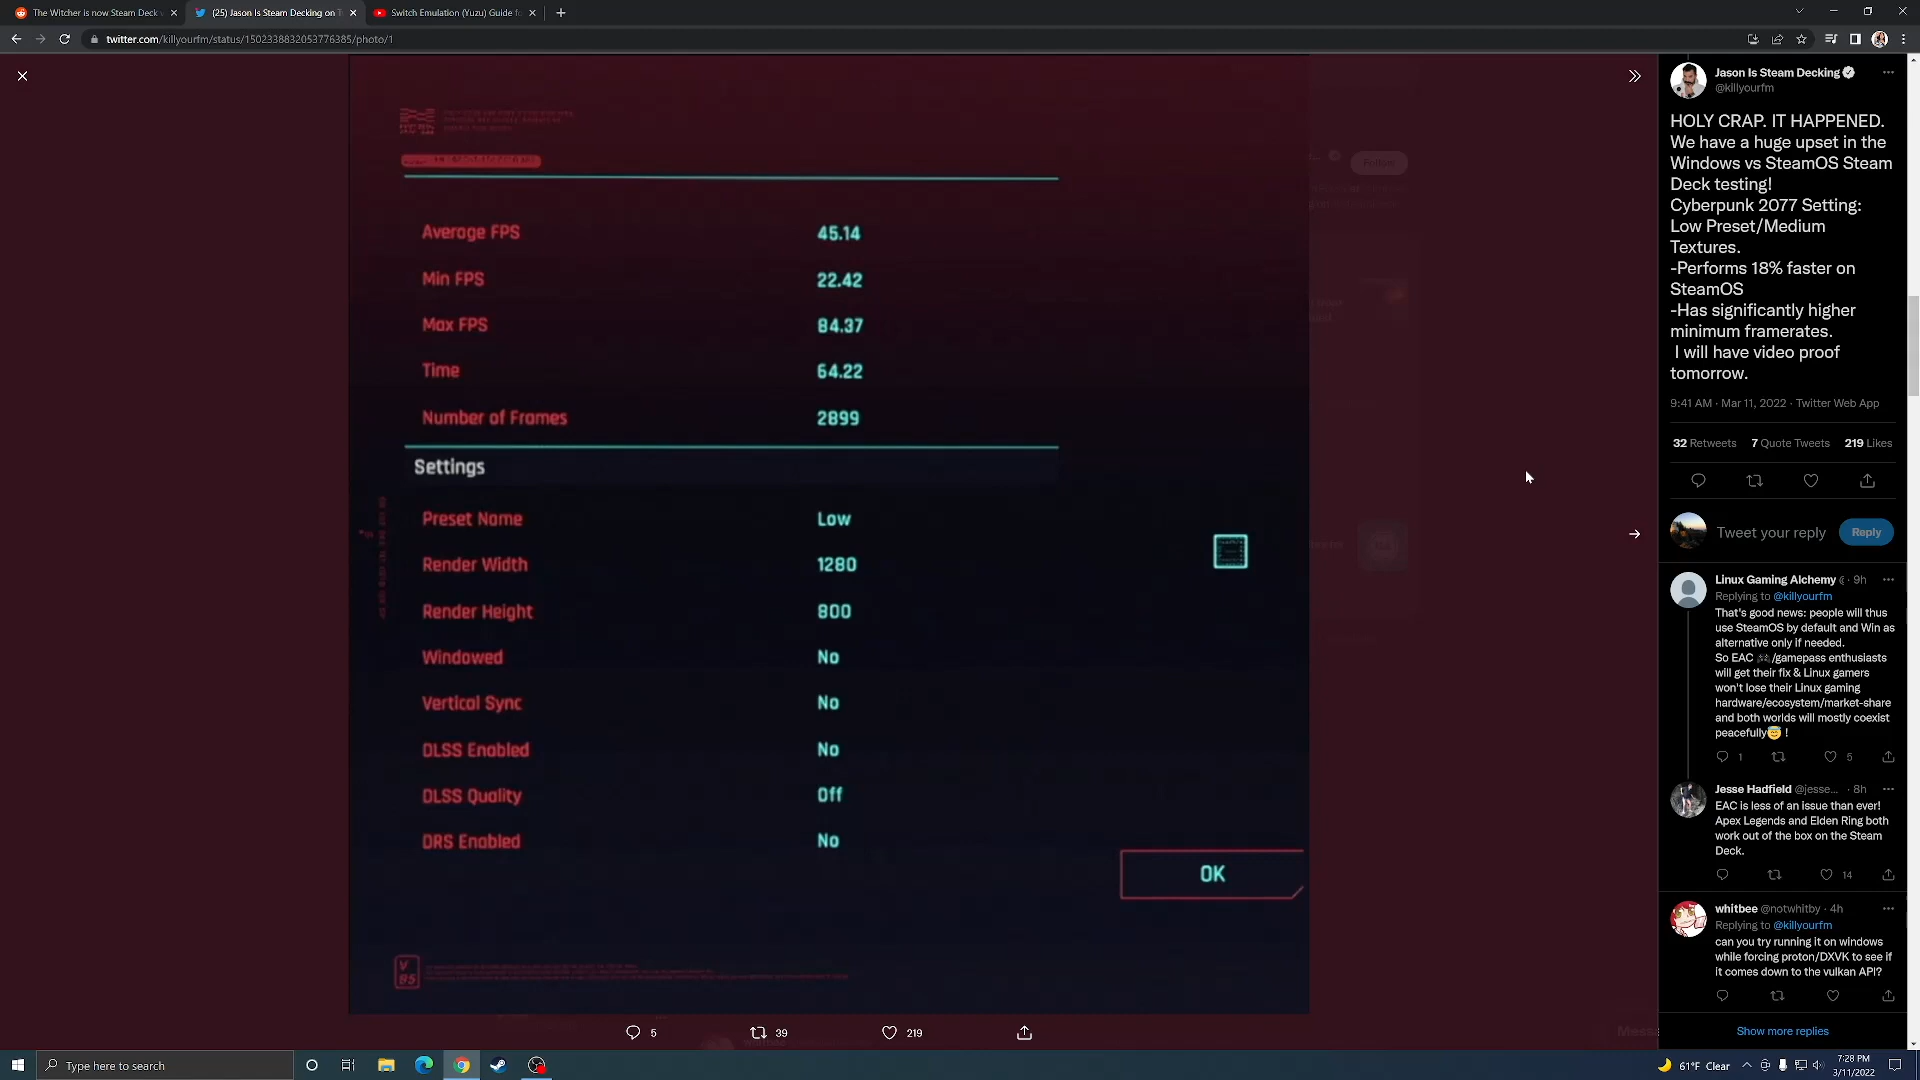 The Witcher is now Steam Deck
(25) Jason Is Steam Decking on
Switch Emulation (Yuzu) Guide
twitter.com/killyourfm/status/1502338832053776385/photo/1
Average FPS 45.14
Min FPS 22.42
Max FPS 84.37
Time 64.22
Number of Frames 2899
Settings
Preset Name Low
Render Width 1280
Render Height 800
Windowed No
Vertical Sync No
DLSS Enabled No
DLSS Quality Off
DRS Enabled No
OK
V
85
5 39 219
Follow
Jason Is Steam Decking
@killyourfm
HOLY CRAP. IT HAPPENED.
We have a huge upset in the
Windows vs SteamOS Steam
Deck testing!
Cyberpunk 2077 Setting:
Low Preset/Medium
Textures.
-Performs 18% faster on
SteamOS
-Has significantly higher
minimum framerates.
I will have video proof
tomorrow.
9:41 AM · Mar 11, 2022 · Twitter Web App
32 Retweets 7 Quote Tweets 219 Likes
Tweet your reply Reply
Linux Gaming Alchemy · 9h
Replying to @killyourfm
That's good news: people will thus
use SteamOS by default and Win as
alternative only if needed.
So EAC 🎮/gamepass enthusiasts
will get their fix & Linux gamers
won't lose their Linux gaming
hardware/ecosystem/market-share
and both worlds will mostly coexist
peacefully😇 !
1 5
Jesse Hadfield @jesse... · 8h
EAC is less of an issue than ever!
Apex Legends and Elden Ring both
work out of the box on the Steam
Deck.
14
whitbee @notwhitby · 4h
Replying to @killyourfm
can you try running it on windows
while forcing proton/DXVK to see if
it comes down to the vulkan API?
Show more replies
Type here to search
61°F Clear
7:28 PM
3/11/2022